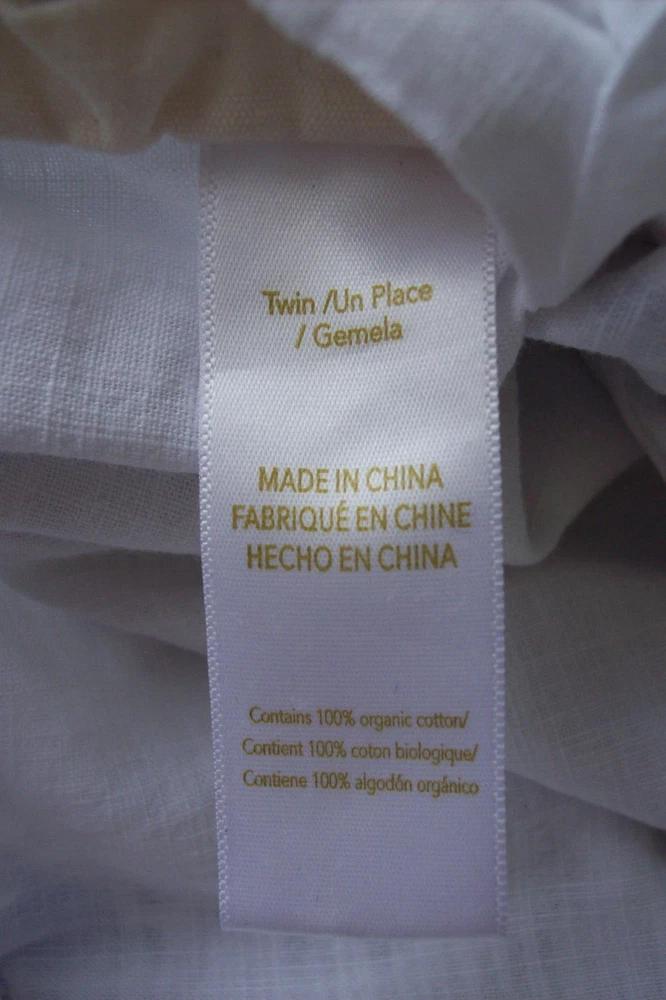 Twin /Un Place
/ Gemela
MADE IN CHINA
FABRIQUÉ EN CHINE
HECHO EN CHINA
Contains 100% organic cotton/
Contient 100% coton biologique/
Contiene 100% algodón orgánico